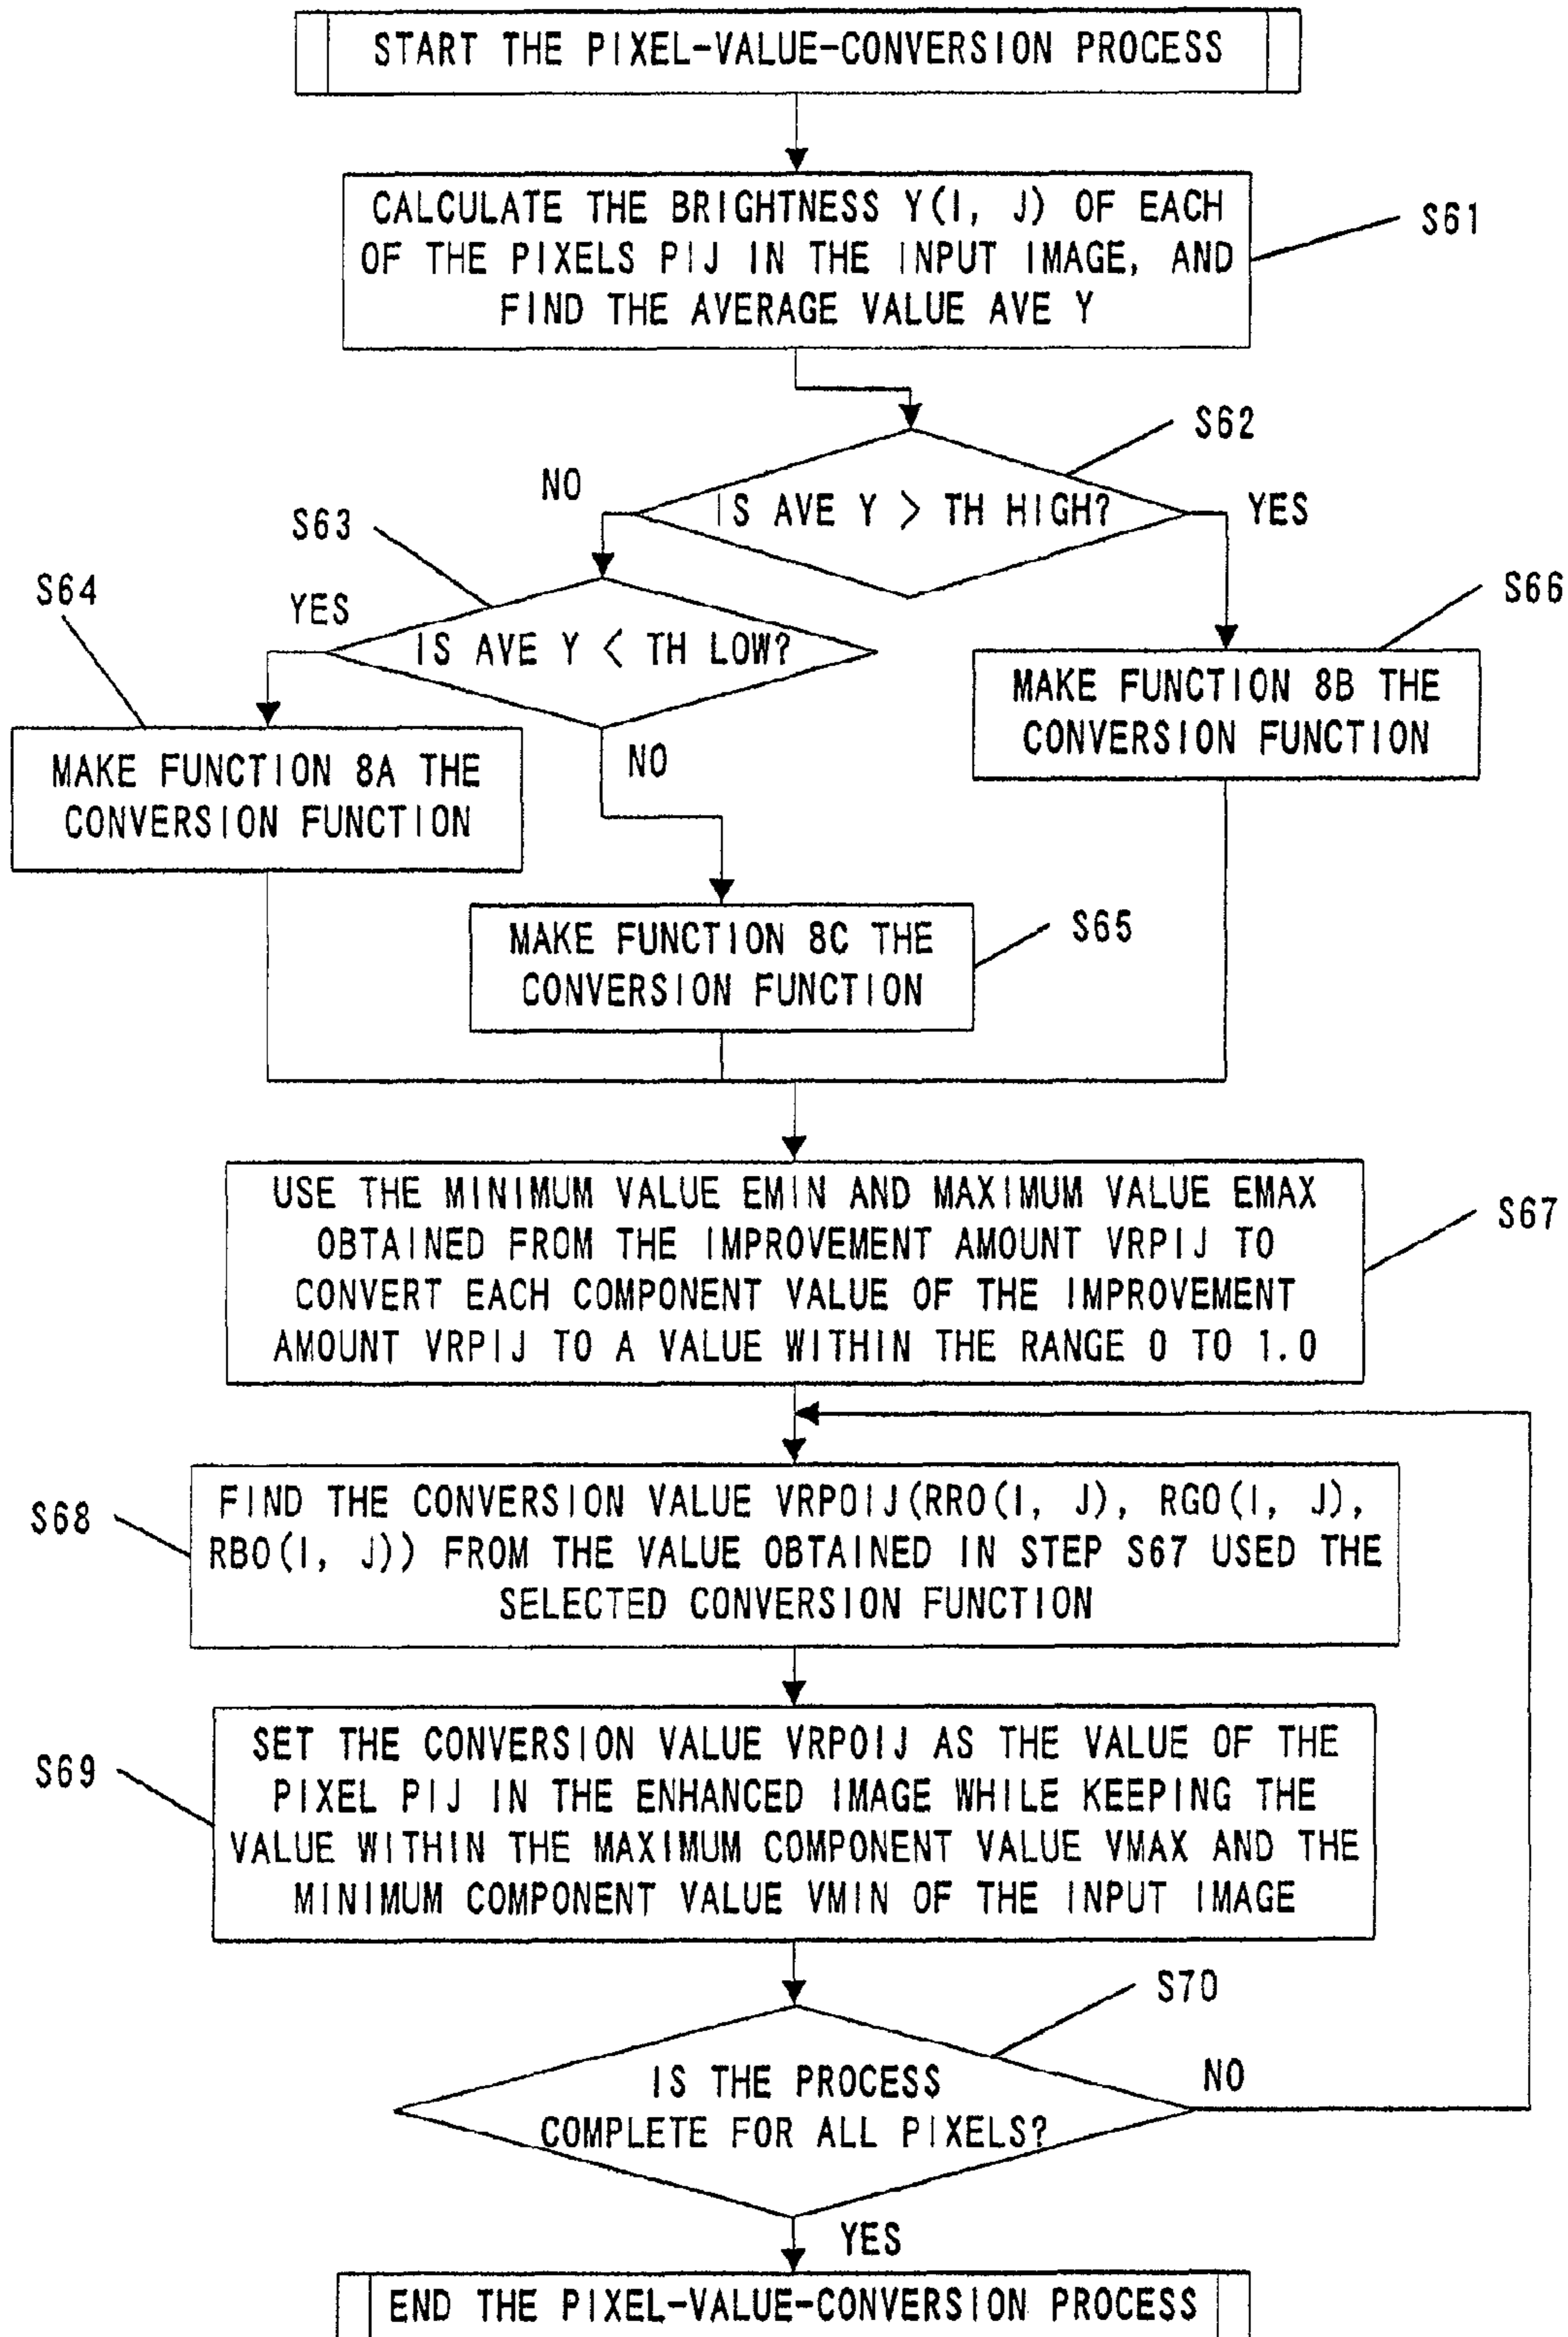 START THE PIXEL-VALUE-CONVERSION PROCESS
CALCULATE THE BRIGHTNESS Y(I, J) OF EACH
OF THE PIXELS PIJ IN THE INPUT IMAGE, AND
FIND THE AVERAGE VALUE AVE Y
S61
S62
NO
IS AVE Y > TH HIGH?
YES
S63
S64
YES
IS AVE Y < TH LOW?
S66
MAKE FUNCTION 8B THE
CONVERSION FUNCTION
NO
MAKE FUNCTION 8A THE
CONVERSION FUNCTION
MAKE FUNCTION 8C THE
CONVERSION FUNCTION
S65
USE THE MINIMUM VALUE EMIN AND MAXIMUM VALUE EMAX
OBTAINED FROM THE IMPROVEMENT AMOUNT VRPIJ TO
CONVERT EACH COMPONENT VALUE OF THE IMPROVEMENT
AMOUNT VRPIJ TO A VALUE WITHIN THE RANGE 0 TO 1.0
S67
S68
FIND THE CONVERSION VALUE VRPOIJ(RRO(I, J), RGO(I, J),
RBO(I, J)) FROM THE VALUE OBTAINED IN STEP S67 USED THE
SELECTED CONVERSION FUNCTION
S69
SET THE CONVERSION VALUE VRPOIJ AS THE VALUE OF THE
PIXEL PIJ IN THE ENHANCED IMAGE WHILE KEEPING THE
VALUE WITHIN THE MAXIMUM COMPONENT VALUE VMAX AND THE
MINIMUM COMPONENT VALUE VMIN OF THE INPUT IMAGE
S70
IS THE PROCESS
COMPLETE FOR ALL PIXELS?
NO
YES
END THE PIXEL-VALUE-CONVERSION PROCESS